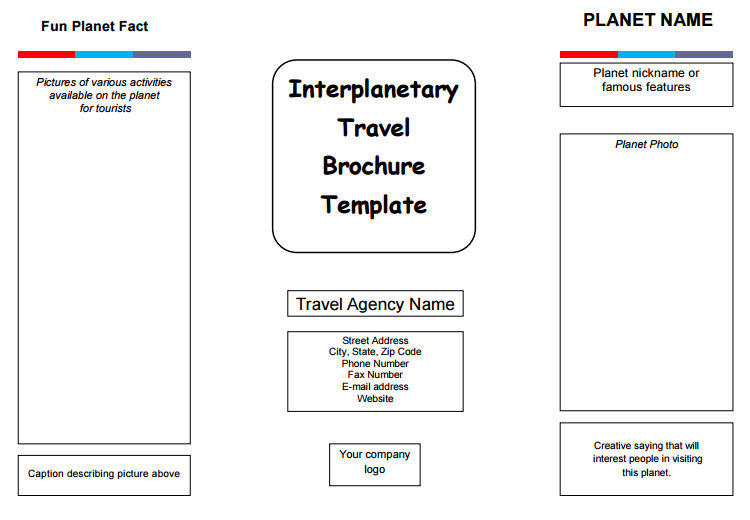 Fun Planet Fact
Pictures of various activities
available on the planet
for tourists
Caption describing picture above
Interplanetary
Travel
Brochure
Template
Travel Agency Name
Street Address
City, State, Zip Code
Phone Number
Fax Number
E-mail address
Website
Your company
logo
PLANET NAME
Planet nickname or
famous features
Planet Photo
Creative saying that will
interest people in visiting
this planet.